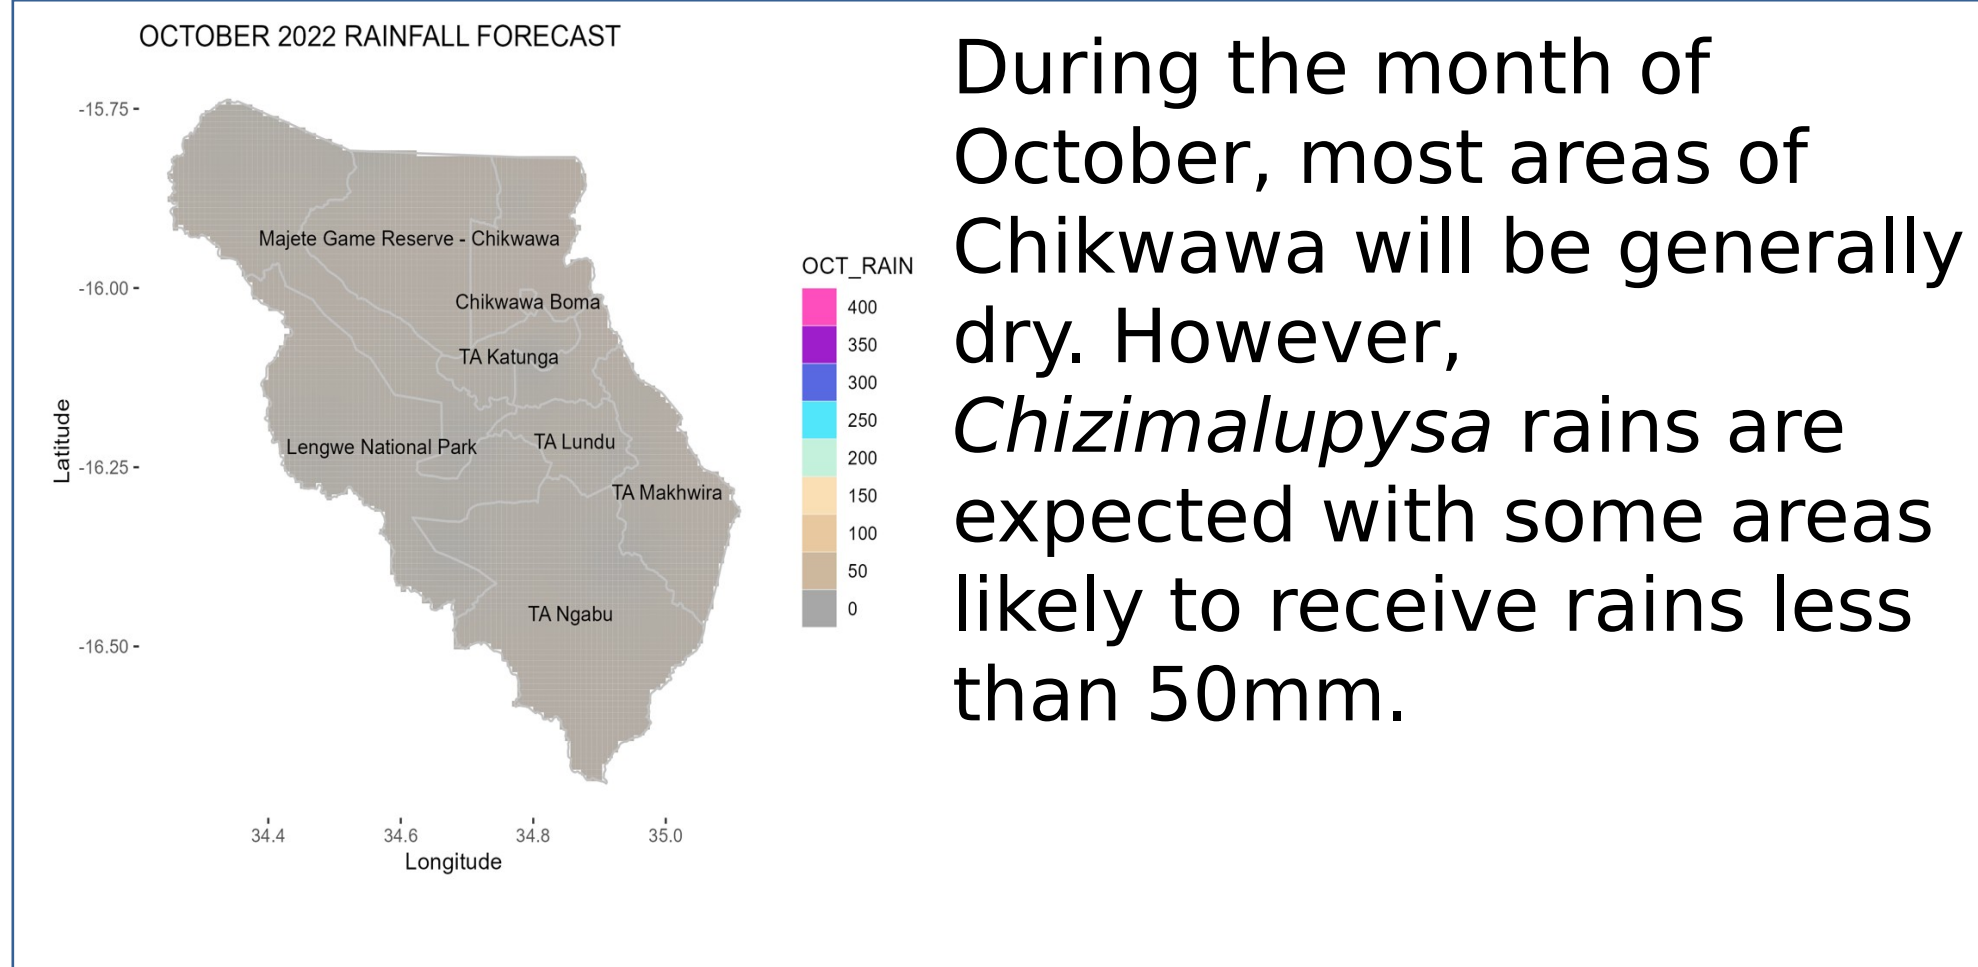 OCTOBER 2022 RAINFALL FORECAST
-15.75
-16.00
-16.25
-16.50
Latitude
Majete Game Reserve - Chikwawa
Chikwawa Boma
TA Katunga
Lengwe National Park
TA Lundu
TA Makhwira
TA Ngabu
34.4
34.6
34.8
35.0
Longitude
OCT_RAIN
400
350
300
250
200
150
100
50
0
During the month of
October, most areas of
Chikwawa will be generally
dry. However,
Chizimalupysa rains are
expected with some areas
likely to receive rains less
than 50mm.